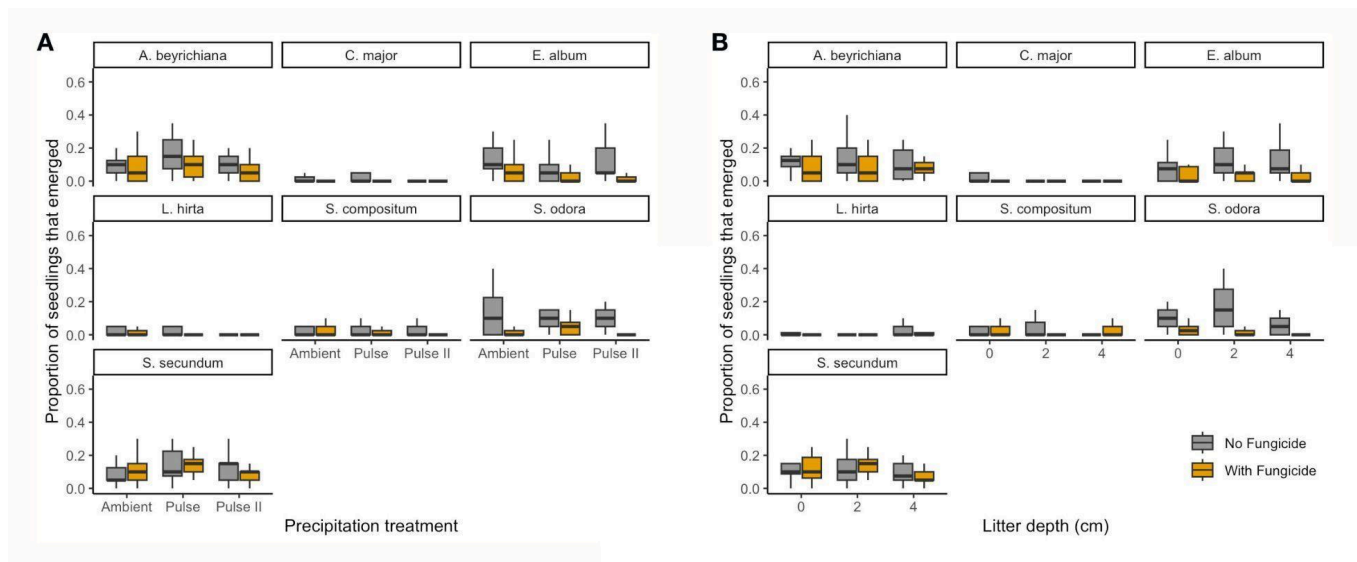 A
A. beyrichiana
C. major
E. album
0.6
0.4
0.2
0.0
L. hirta
S. compositum
S. odora
0.6
0.4
0.2
0.0
Ambient Pulse Pulse II
Ambient Pulse Pulse II
S. secundum
0.6
0.4
0.2
0.0
Ambient Pulse Pulse II
Proportion of seedlings that emerged
Precipitation treatment
B
A. beyrichiana
C. major
E. album
0.6
0.4
0.2
0.0
L. hirta
S. compositum
S. odora
0.6
0.4
0.2
0.0
0 2 4
0 2 4
S. secundum
0.6
0.4
0.2
0.0
0 2 4
Proportion of seedlings that emerged
Litter depth (cm)
No Fungicide
With Fungicide